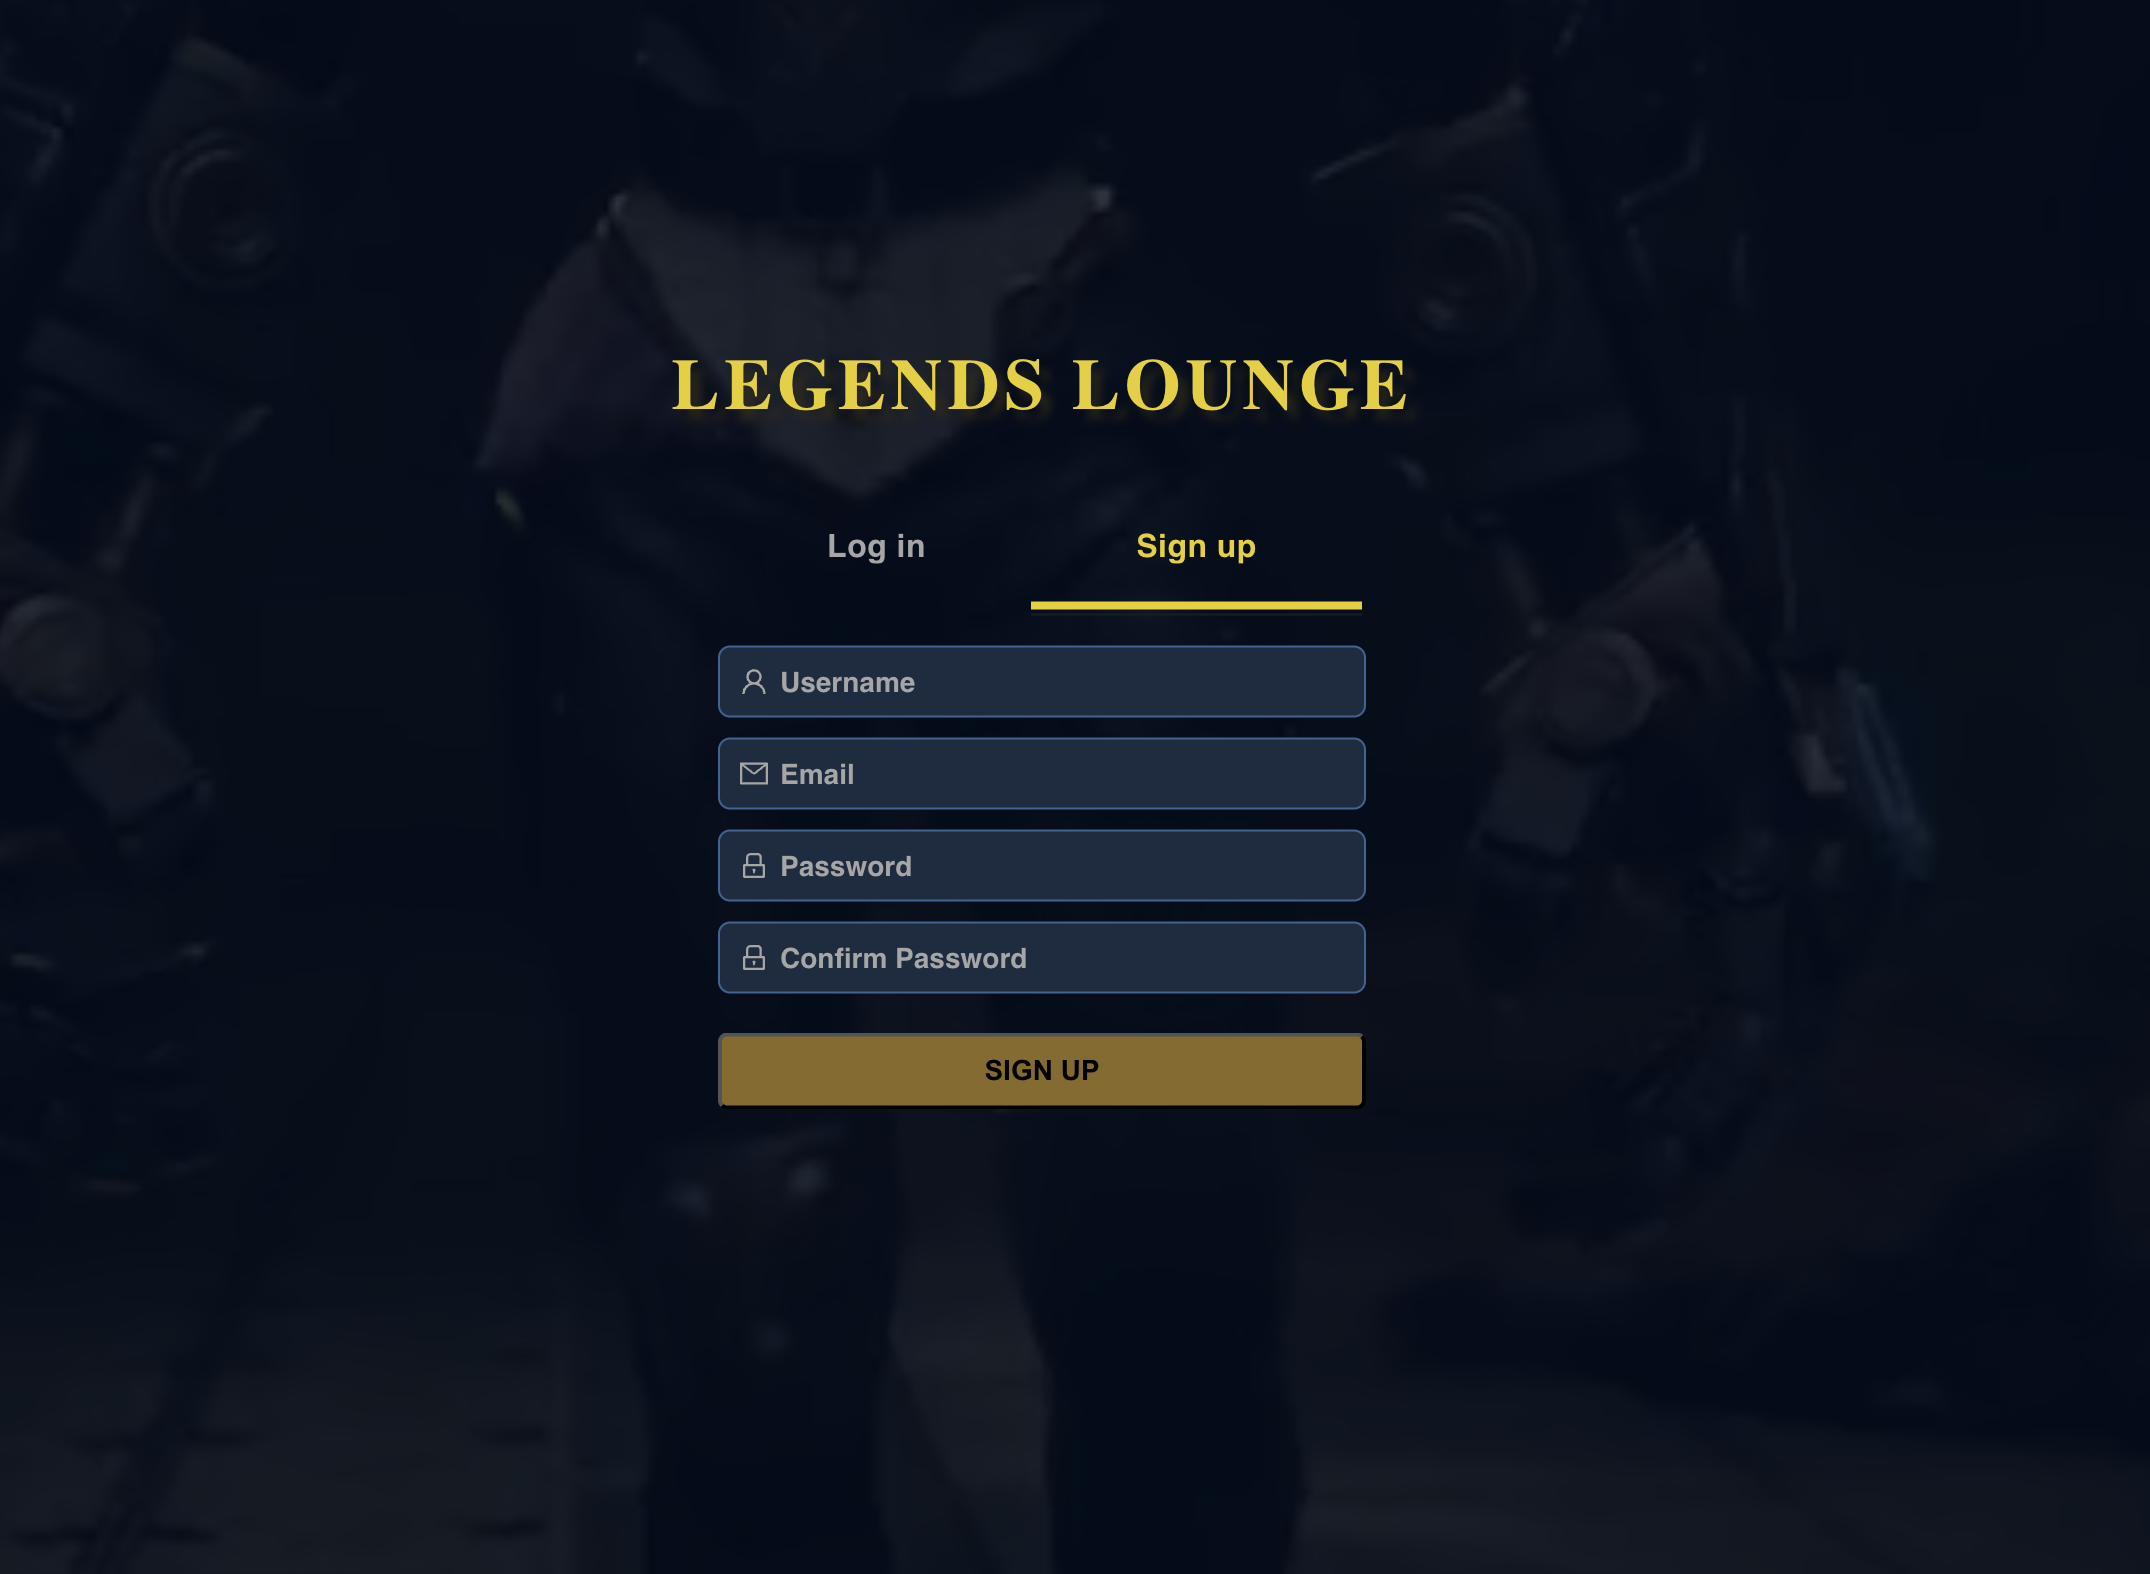 LEGENDS LOUNGE
Log in Sign up
Username
Email
Password
Confirm Password
SIGN UP